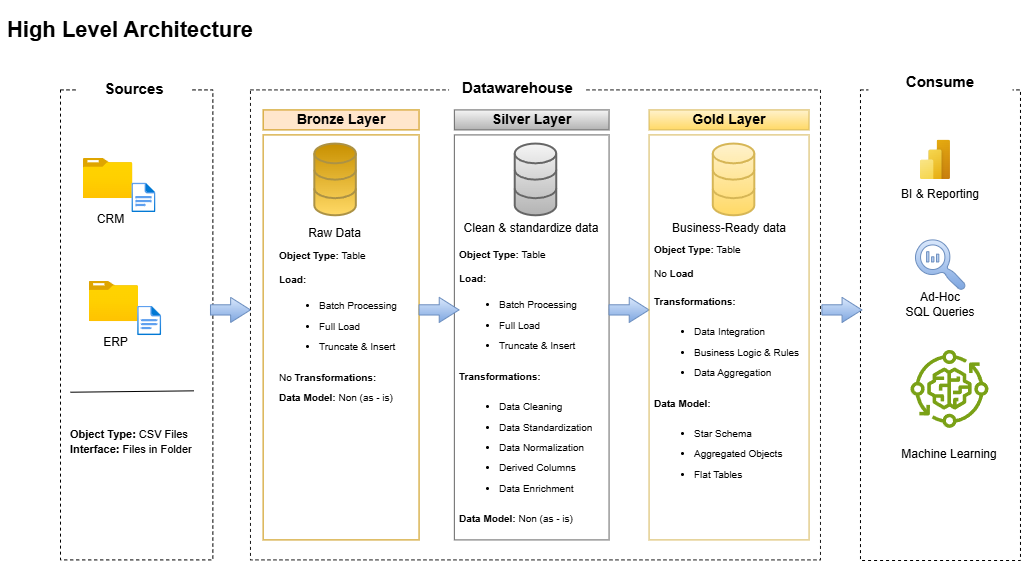 High Level Architecture
Sources
CRM
ERP
Object Type: CSV Files
Interface: Files in Folder
Datawarehouse
Bronze Layer
Raw Data
Object Type: Table
Load:
Batch Processing
Full Load
Truncate & Insert
No Transformations:
Data Model: Non (as - is)
Silver Layer
Clean & standardize data
Object Type: Table
Load:
Batch Processing
Full Load
Truncate & Insert
Transformations:
Data Cleaning
Data Standardization
Data Normalization
Derived Columns
Data Enrichment
Data Model: Non (as - is)
Gold Layer
Business-Ready data
Object Type: Table
No Load
Transformations:
Data Integration
Business Logic & Rules
Data Aggregation
Data Model:
Star Schema
Aggregated Objects
Flat Tables
Consume
BI & Reporting
Ad-Hoc
SQL Queries
Machine Learning